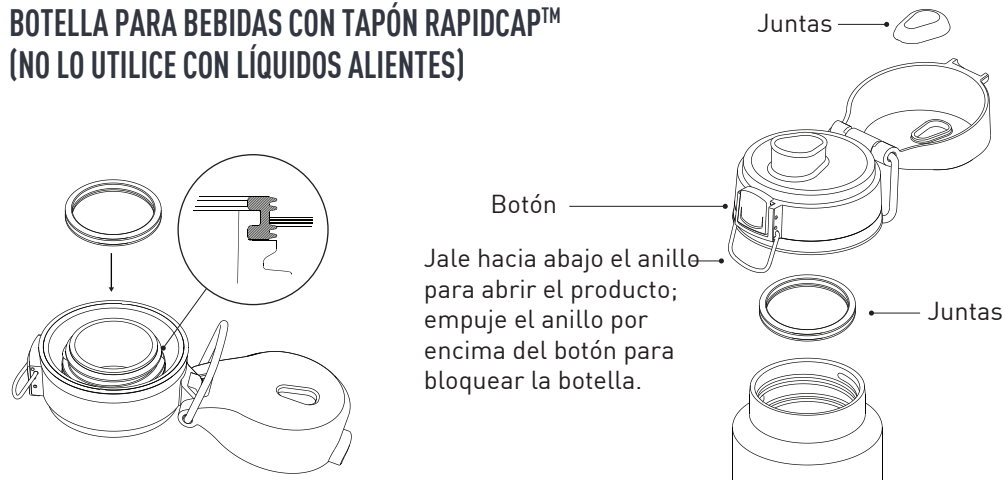 BOTELLA PARA BEBIDAS CON TAPÓN RAPIDCAP™
(NO LO UTILICE CON LÍQUIDOS ALIENTES)
Juntas
Botón
Jale hacia abajo el anillo
para abrir el producto;
empuje el anillo por
encima del botón para
bloquear la botella.
Juntas